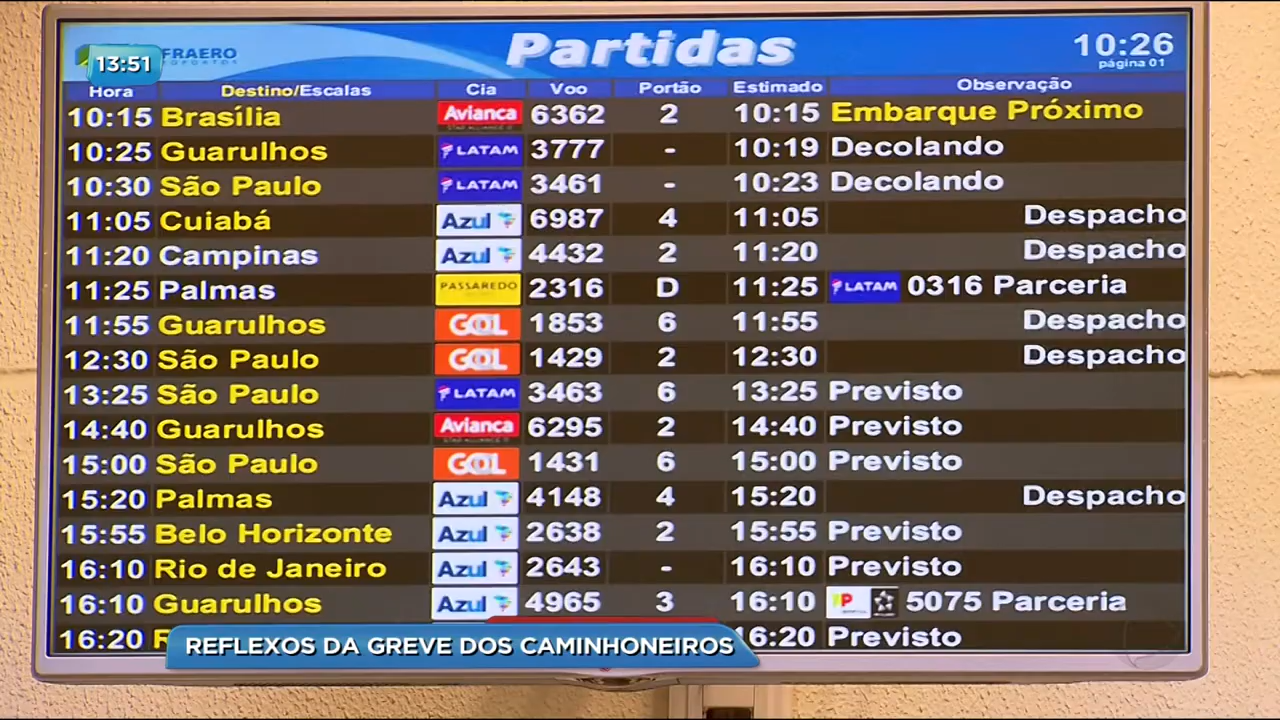 Partidas
10:26
13:51
FRAERO
página 01
Hora Destino/Escalas Cia Voo Portão Estimado Observação
10:15 Brasília Avianca 6362 2 10:15 Embarque Próximo
10:25 Guarulhos LATAM 3777 - 10:19 Decolando
10:30 São Paulo LATAM 3461 - 10:23 Decolando
11:05 Cuiabá Azul 6987 4 11:05 Despacho
11:20 Campinas Azul 4432 2 11:20 Despacho
11:25 Palmas PASSAREDO 2316 D 11:25 LATAM 0316 Parceria
11:55 Guarulhos GOL 1853 6 11:55 Despacho
12:30 São Paulo GOL 1429 2 12:30 Despacho
13:25 São Paulo LATAM 3463 6 13:25 Previsto
14:40 Guarulhos Avianca 6295 2 14:40 Previsto
15:00 São Paulo GOL 1431 6 15:00 Previsto
15:20 Palmas Azul 4148 4 15:20 Despacho
15:55 Belo Horizonte Azul 2638 2 15:55 Previsto
16:10 Rio de Janeiro Azul 2643 - 16:10 Previsto
16:10 Guarulhos Azul 4965 3 16:10 TP 5075 Parceria
16:20 16:20 Previsto
REFLEXOS DA GREVE DOS CAMINHONEIROS